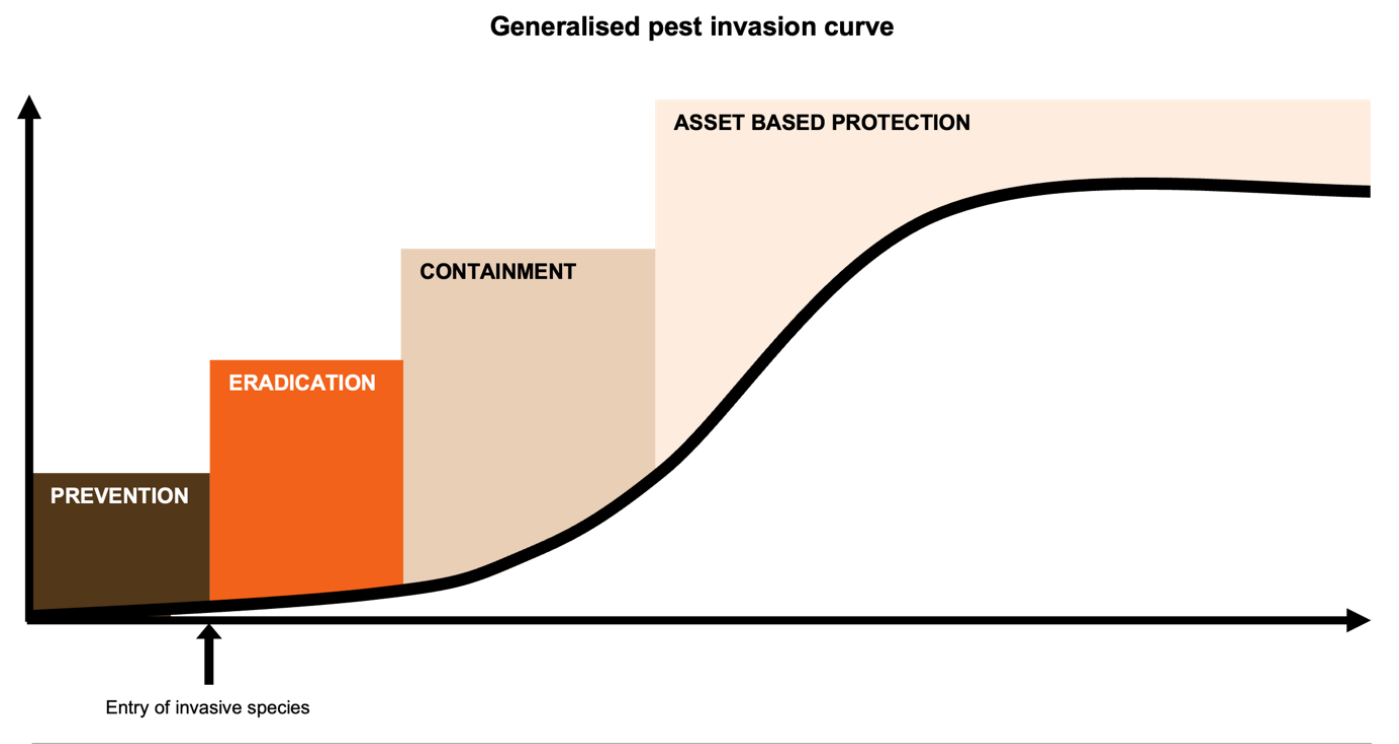 Generalised pest invasion curve
ASSET BASED PROTECTION
CONTAINMENT
ERADICATION
PREVENTION
Entry of invasive species